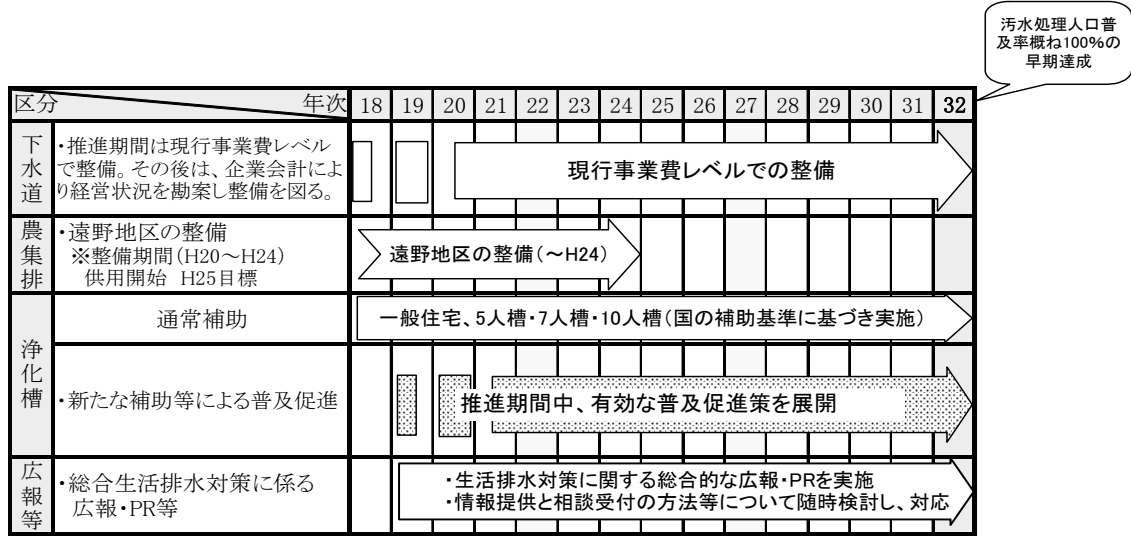 汚水処理人口普
及率概ね100%の
早期達成
区分 年次 18 19 20 21 22 23 24 25 26 27 28 29 30 31 32
下水道
・推進期間は現行事業費レベル
で整備。その後は、企業会計によ
り経営状況を勘案し整備を図る。
現行事業費レベルでの整備
農集排
・遠野地区の整備
※整備期間(H20~H24)
供用開始 H25目標
遠野地区の整備(~H24)
浄化槽
通常補助
一般住宅、5人槽・7人槽・10人槽(国の補助基準に基づき実施)
・新たな補助等による普及促進
推進期間中、有効な普及促進策を展開
広報等
・総合生活排水対策に係る
広報・PR等
・生活排水対策に関する総合的な広報・PRを実施
・情報提供と相談受付の方法等について随時検討し、対応